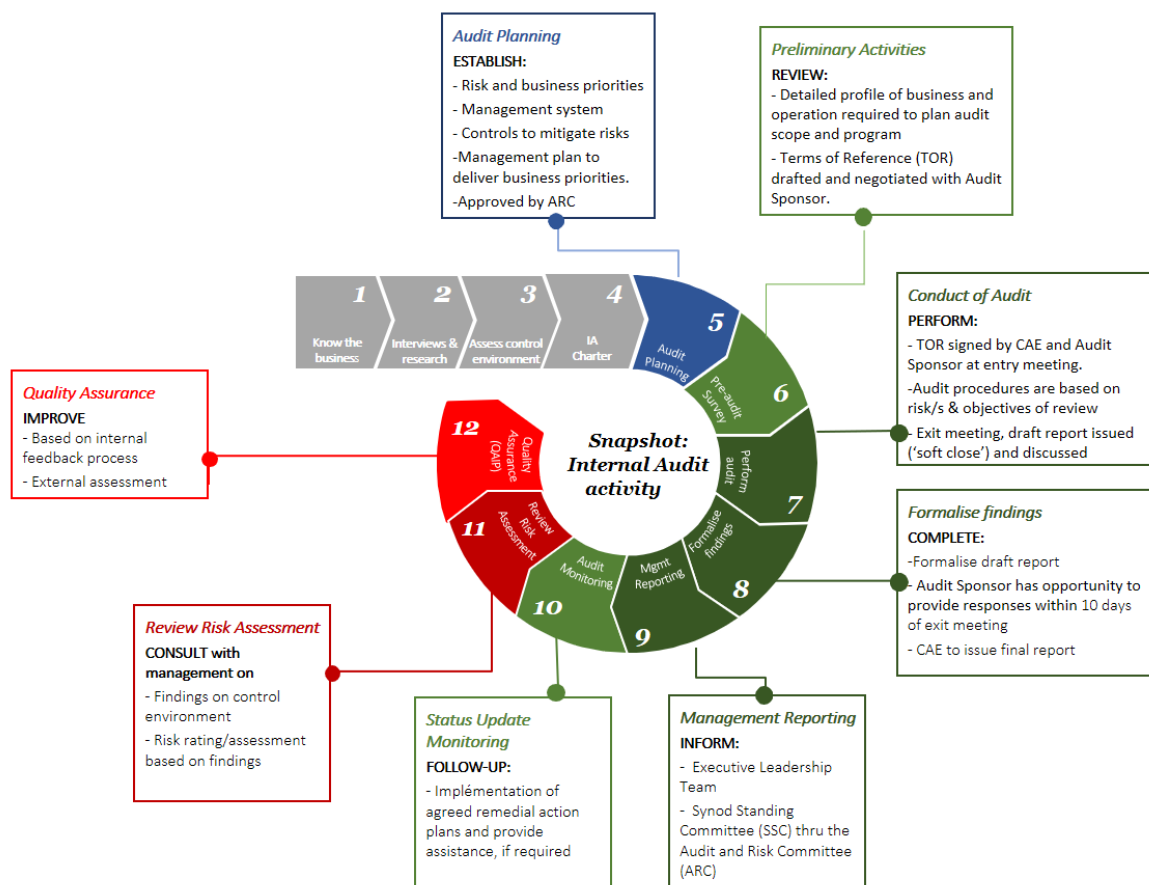 Audit Planning
ESTABLISH:
- Risk and business priorities
- Management system
- Controls to mitigate risks
-Management plan to
deliver business priorities.
-Approved by ARC
Preliminary Activities
REVIEW:
- Detailed profile of business and
operation required to plan audit
scope and program
- Terms of Reference (TOR)
drafted and negotiated with Audit
Sponsor.
1
Know the
business
2
Interviews &
research
3
Assess control
environment
4
IA
Charter
5
Audit
Planning
6
Pre-audit
Survey
7
Perform
audit
8
Formalise
findings
9
Mgmt
Reporting
10
Audit
Monitoring
11
Review
Risk
Assessment
12
Quality
Assurance
(QAIP)
Snapshot:
Internal Audit
activity
Conduct of Audit
PERFORM:
- TOR signed by CAE and Audit
Sponsor at entry meeting.
-Audit procedures are based on
risk/s & objectives of review
- Exit meeting, draft report issued
(‘soft close’) and discussed
Quality Assurance
IMPROVE
- Based on internal
feedback process
- External assessment
Formalise findings
COMPLETE:
-Formalise draft report
- Audit Sponsor has opportunity to
provide responses within 10 days
of exit meeting
- CAE to issue final report
Review Risk Assessment
CONSULT with
management on
- Findings on control
environment
- Risk rating/assessment
based on findings
Status Update
Monitoring
FOLLOW-UP:
- Implémentation of
agreed remedial action
plans and provide
assistance, if required
Management Reporting
INFORM:
- Executive Leadership
Team
- Synod Standing
Committee (SSC) thru the
Audit and Risk Committee
(ARC)